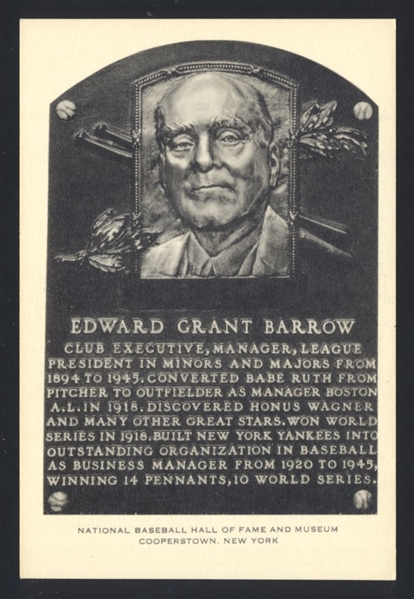 EDWARD GRANT BARROW
CLUB EXECUTIVE, MANAGER, LEAGUE
PRESIDENT IN MINORS AND MAJORS FROM
1894 TO 1945. CONVERTED BABE RUTH FROM
PITCHER TO OUTFIELDER AS MANAGER BOSTON
A.L. IN 1918. DISCOVERED HONUS WAGNER
AND MANY OTHER GREAT STARS. WON WORLD
SERIES IN 1918. BUILT NEW YORK YANKEES INTO
OUTSTANDING ORGANIZATION IN BASEBALL
AS BUSINESS MANAGER FROM 1920 TO 1945,
WINNING 14 PENNANTS, 10 WORLD SERIES.
NATIONAL BASEBALL HALL OF FAME AND MUSEUM
COOPERSTOWN, NEW YORK